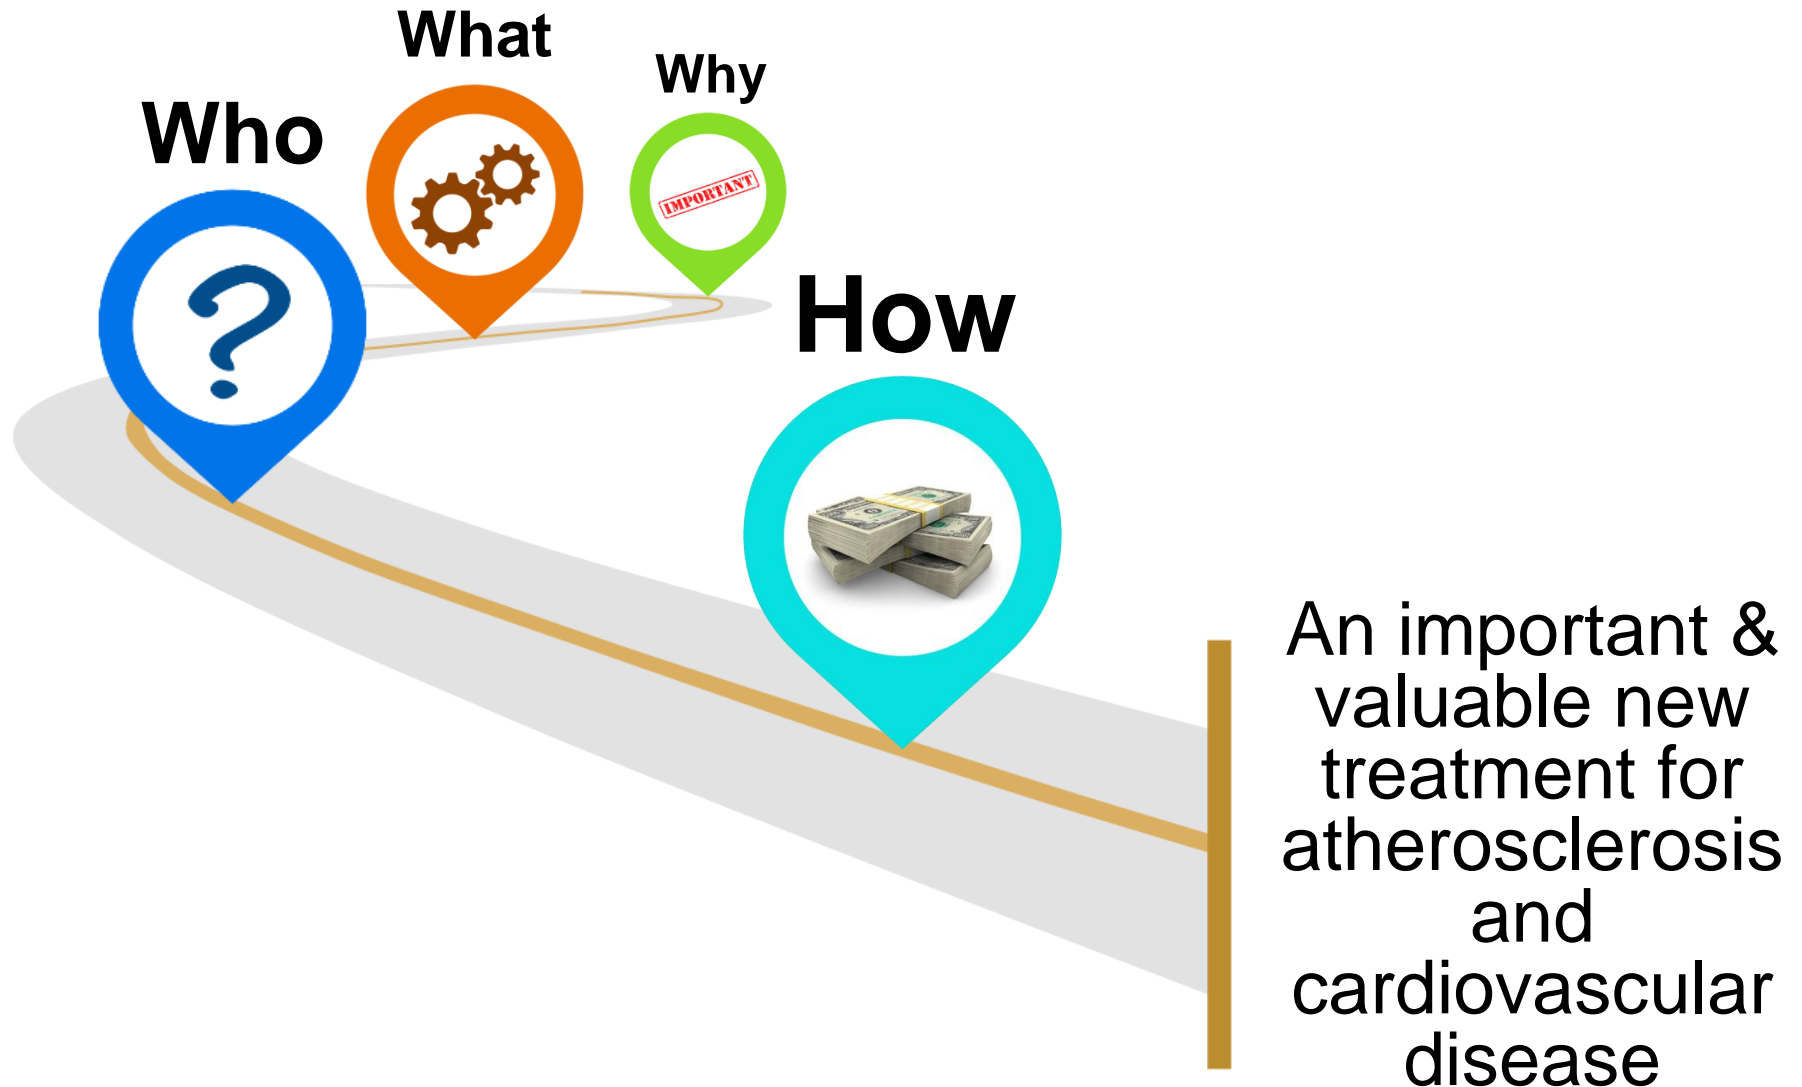 What
Why
Who
IMPORTANT
?
How
An important &
valuable new
treatment for
atherosclerosis
and
cardiovascular
disease